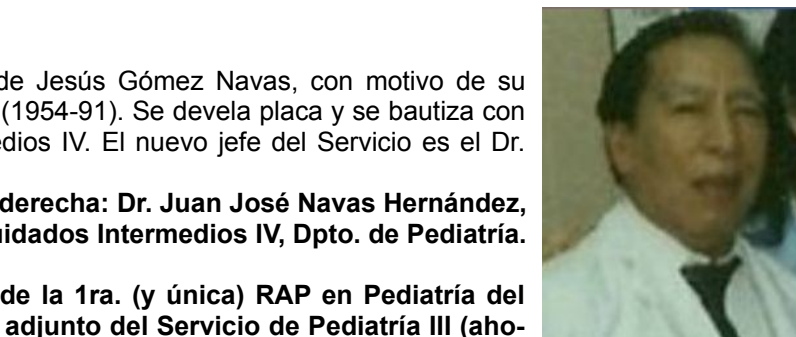 de Jesús Gómez Navas, con motivo de su
(1954-91). Se devela placa y se bautiza con
edios IV. El nuevo jefe del Servicio es el Dr.
derecha: Dr. Juan José Navas Hernández,
uidados Intermedios IV, Dpto. de Pediatría.
de la 1ra. (y única) RAP en Pediatría del
adjunto del Servicio de Pediatría III (aho-